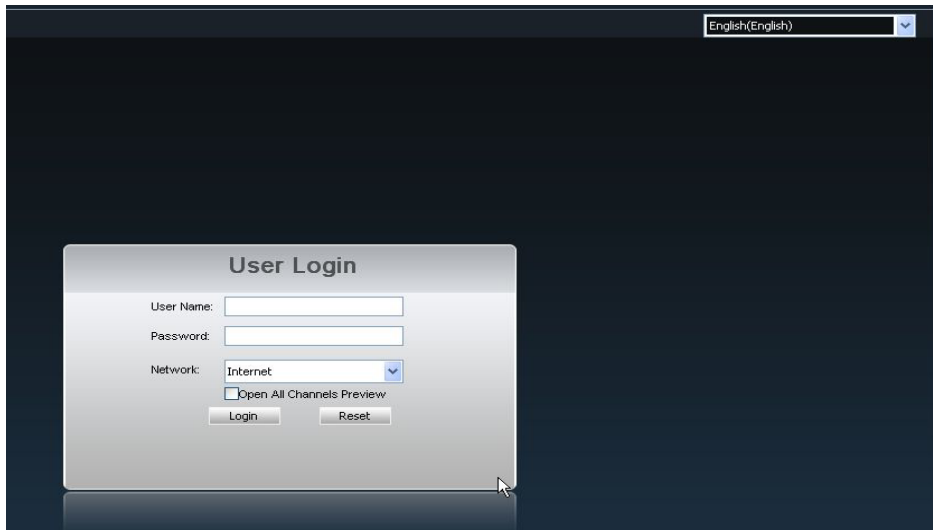 English(English)
User Login
User Name:
Password:
Network: Internet
Open All Channels Preview
Login Reset